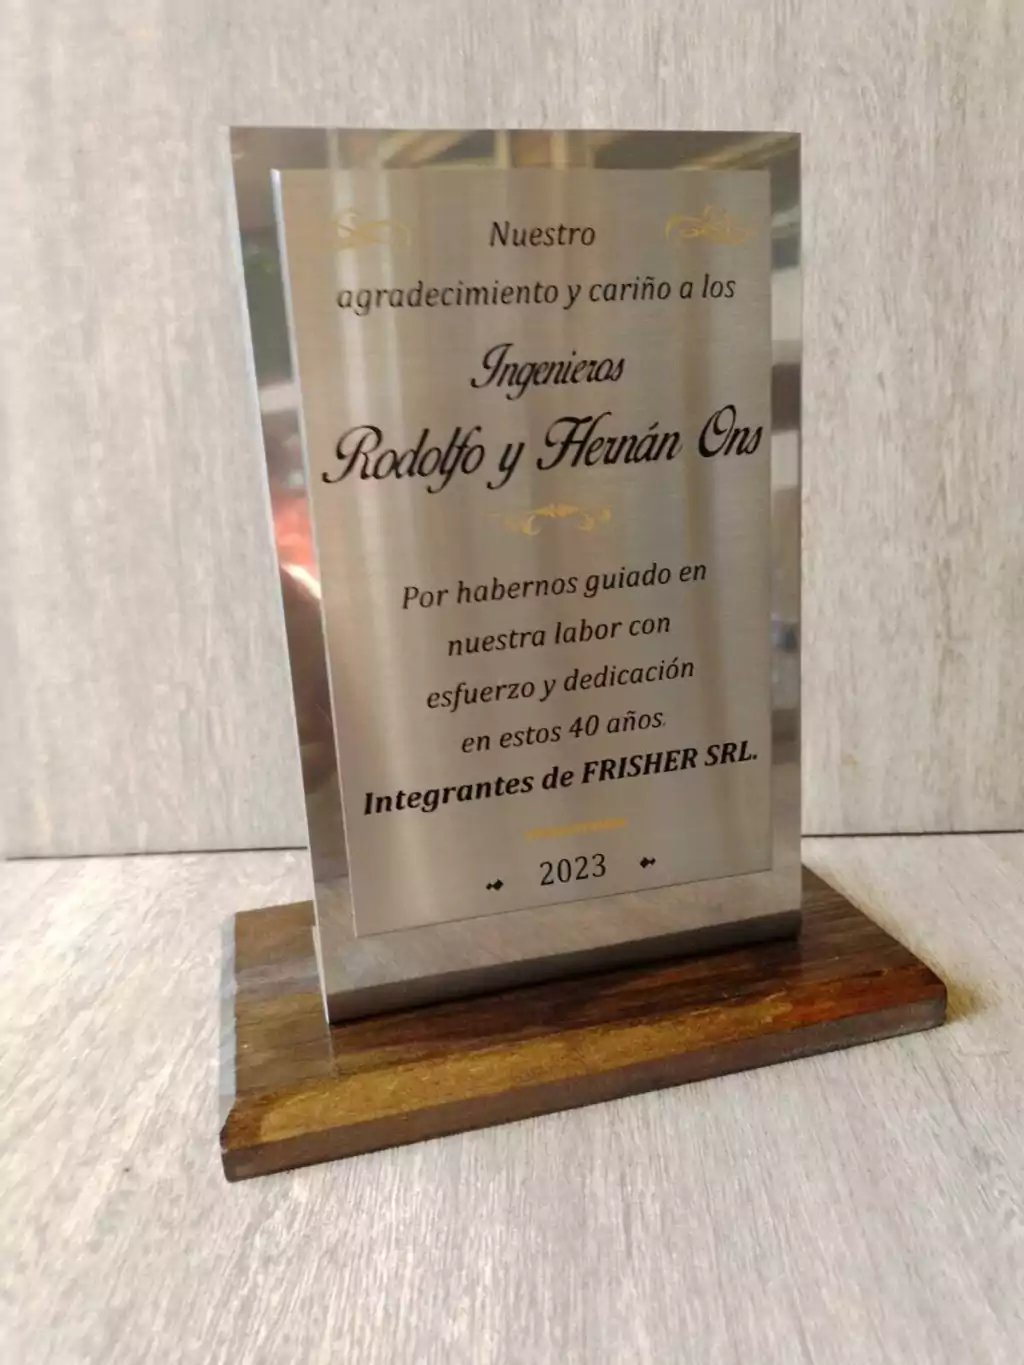 Nuestro
agradecimiento y cariño a los
Ingenieros
Rodolfo y Hernán Ons
Por habernos guiado en
nuestra labor con
esfuerzo y dedicación
en estos 40 años.
Integrantes de FRISHER SRL.
2023